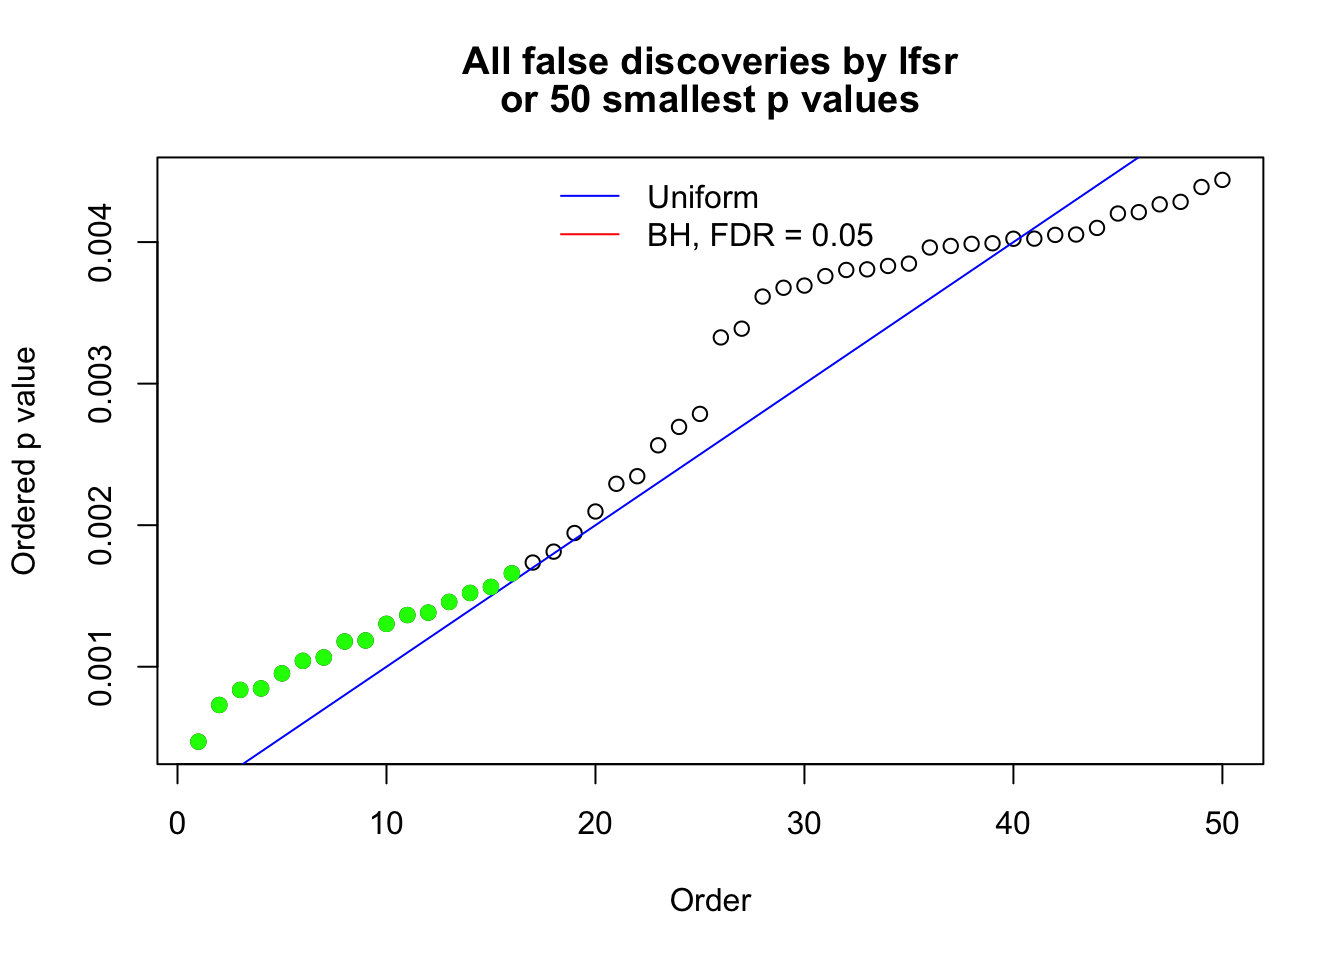 All false discoveries by lfsr
or 50 smallest p values
Uniform
BH, FDR = 0.05
Ordered p value
0.004
0.003
0.002
0.001
0 10 20 30 40 50
Order